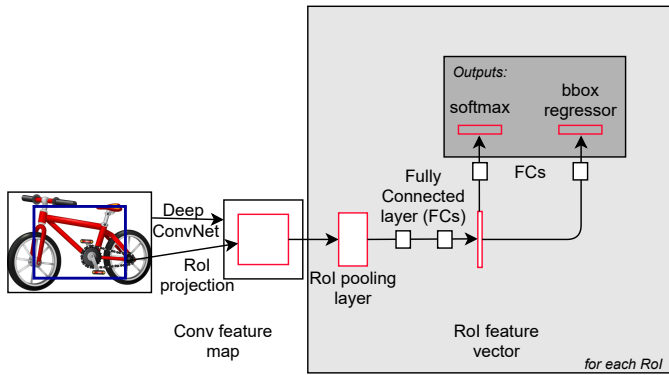 Outputs:
softmax
bbox
regressor
FCs
Fully
Connected
layer (FCs)
Deep
ConvNet
RoI
projection
RoI pooling
layer
Conv feature
map
RoI feature
vector
for each RoI